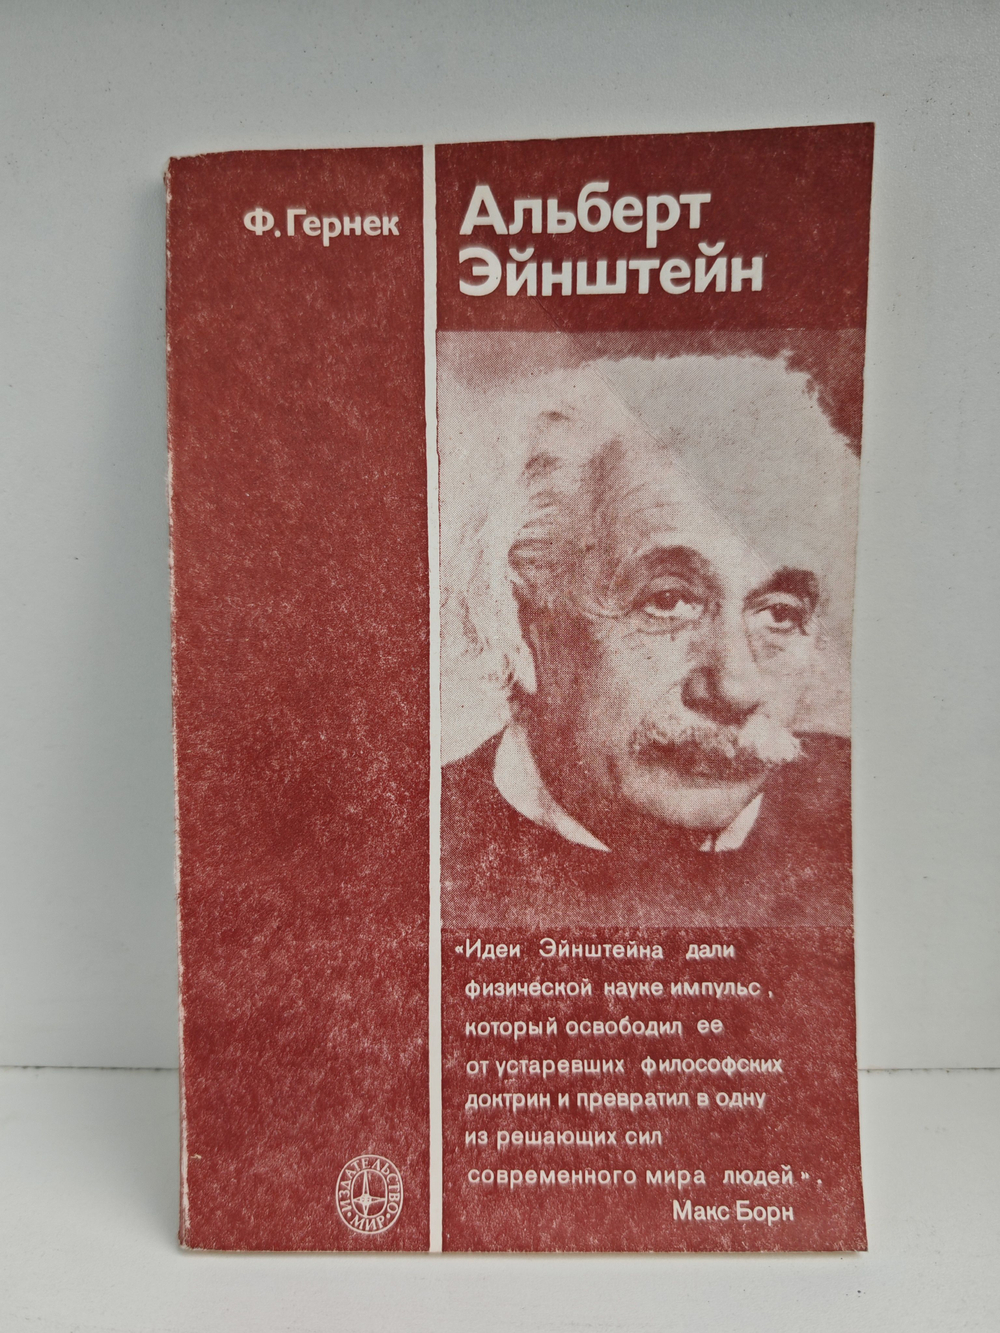 Ф. Гернек
Альберт
Эйнштейн
«Идеи Эйнштейна дали
физической науке импульс,
который освободил ее
от устаревших философских
доктрин и превратил в одну
из решающих сил
современного мира людей».
Макс Борн
ИЗДАТЕЛЬСТВО
•МИР•